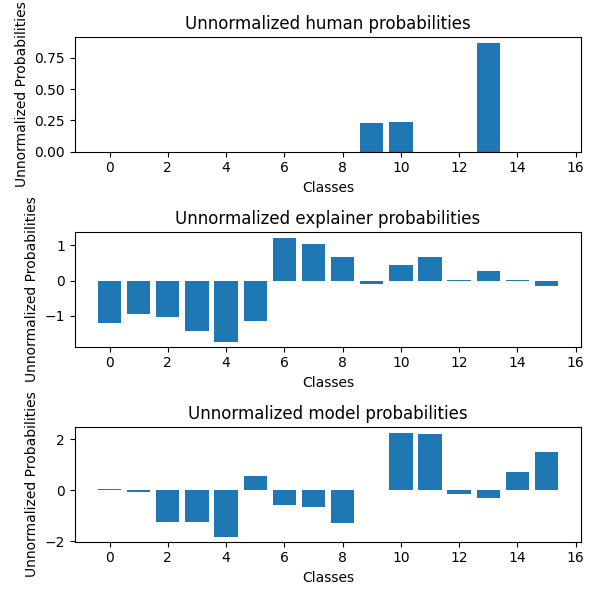 Unnormalized human probabilities
Unnormalized Probabilities
0.75
0.50
0.25
0.00
0 2 4 6 8 10 12 14 16
Classes
Unnormalized explainer probabilities
Unnormalized Probabilities
1
0
−1
0 2 4 6 8 10 12 14 16
Classes
Unnormalized model probabilities
Unnormalized Probabilities
2
0
−2
0 2 4 6 8 10 12 14 16
Classes